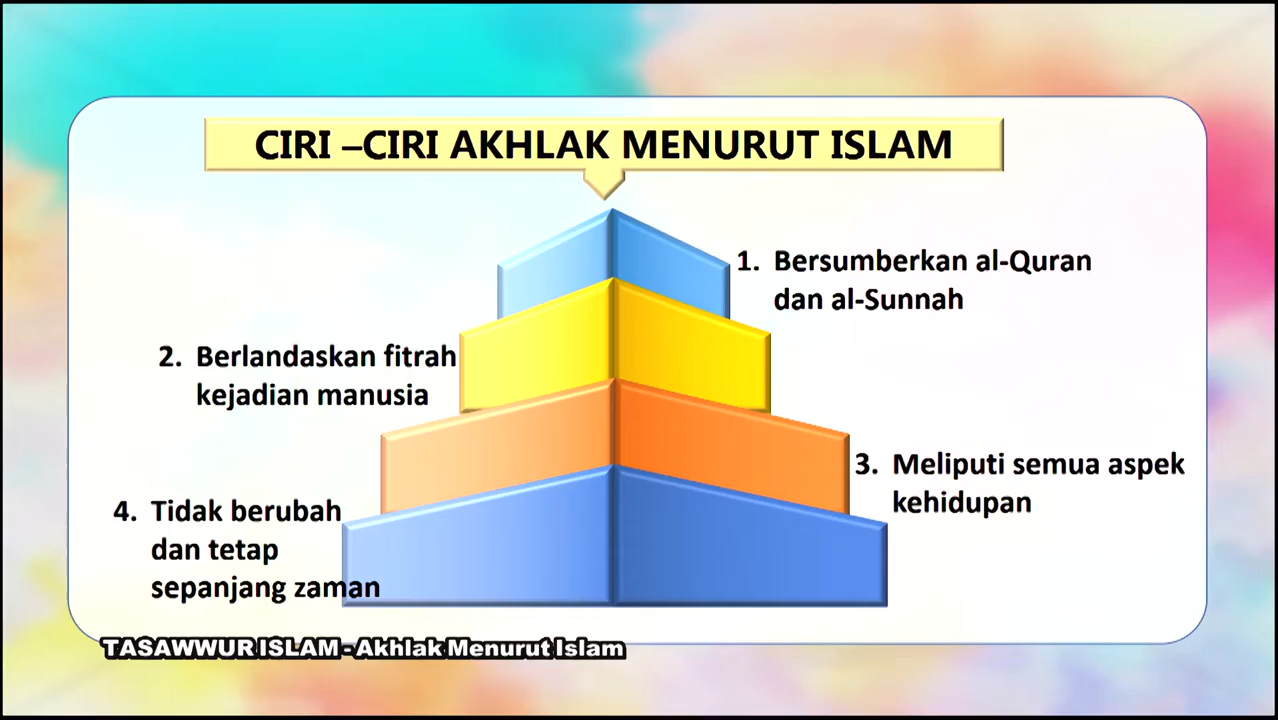 CIRI –CIRI AKHLAK MENURUT ISLAM
1. Bersumberkan al-Quran
dan al-Sunnah
2. Berlandaskan fitrah
kejadian manusia
3. Meliputi semua aspek
kehidupan
4. Tidak berubah
dan tetap
sepanjang zaman
TASAWWUR ISLAM - Akhlak Menurut Islam